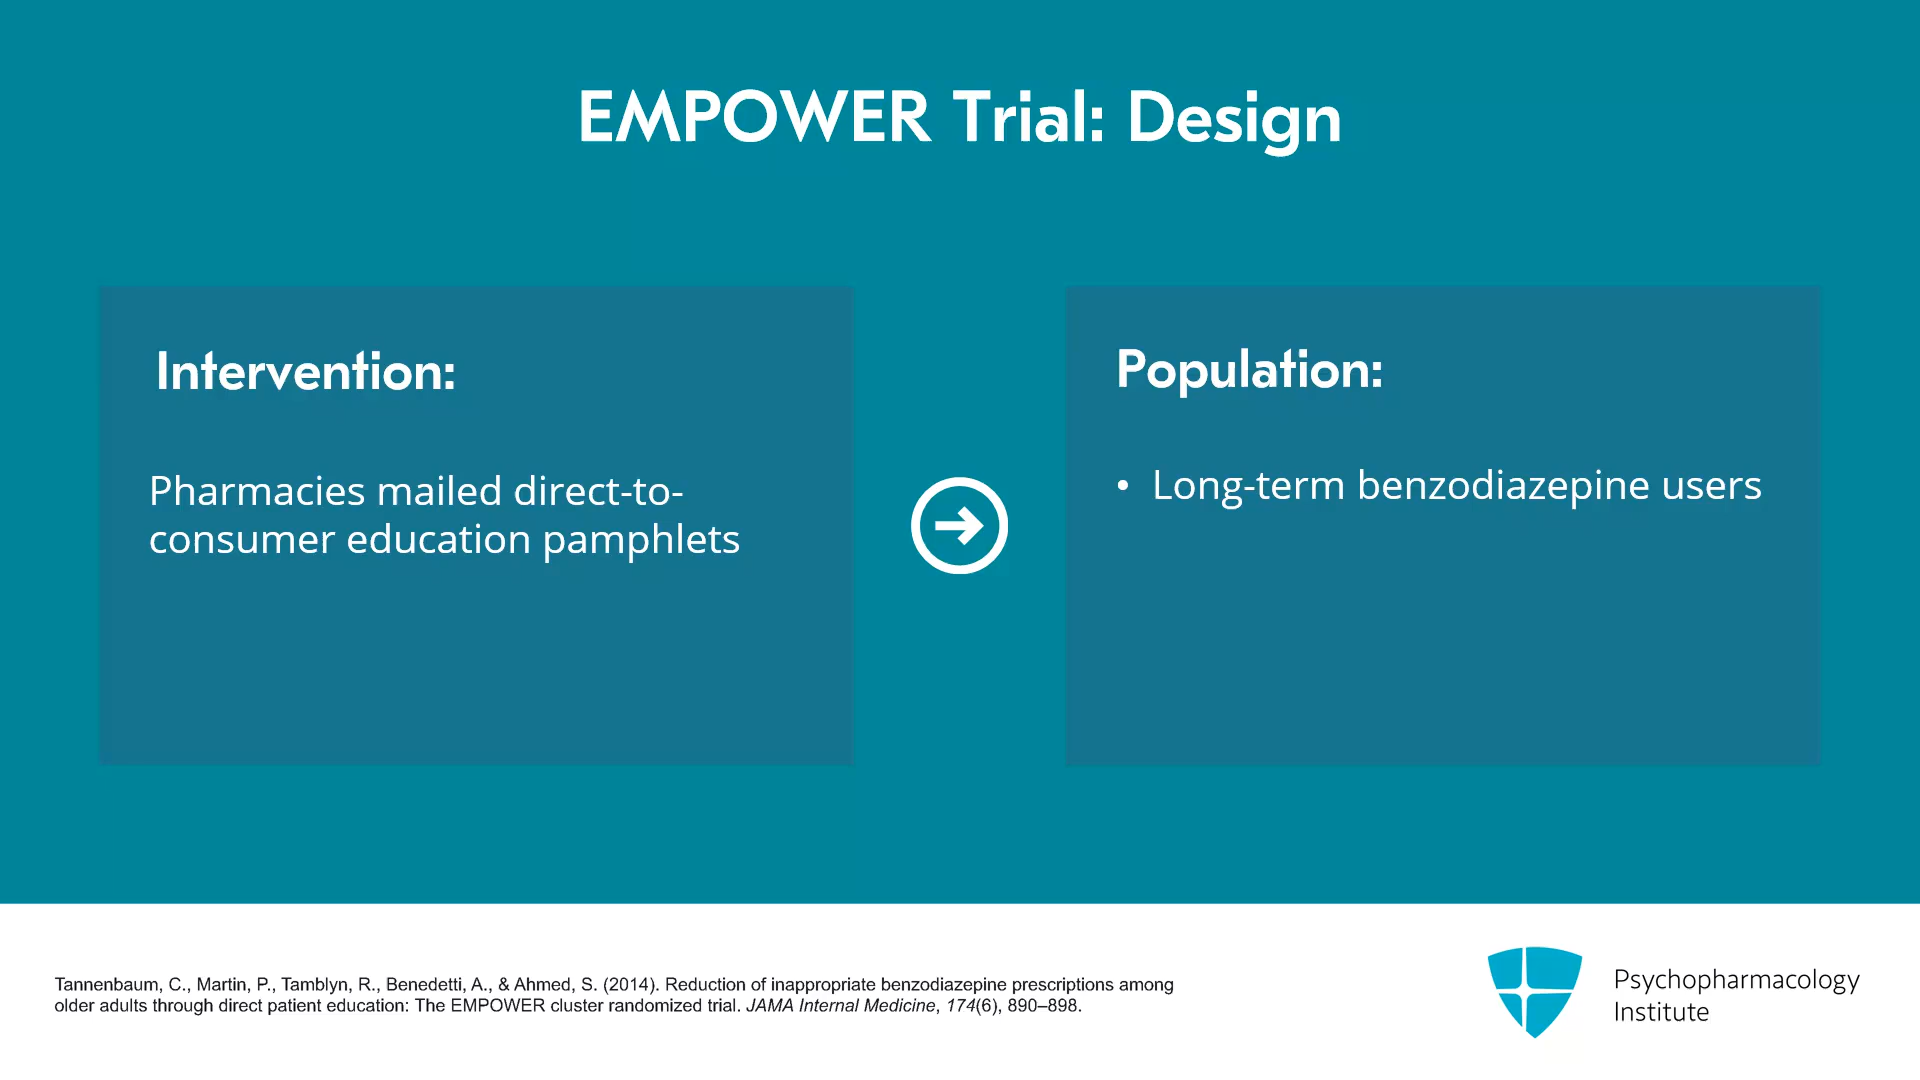 EMPOWER Trial: Design
Intervention:
Pharmacies mailed direct-to-
consumer education pamphlets
Population:
• Long-term benzodiazepine users
Tannenbaum, C., Martin, P., Tamblyn, R., Benedetti, A., & Ahmed, S. (2014). Reduction of inappropriate benzodiazepine prescriptions among
older adults through direct patient education: The EMPOWER cluster randomized trial. JAMA Internal Medicine, 174(6), 890–898.
Psychopharmacology
Institute